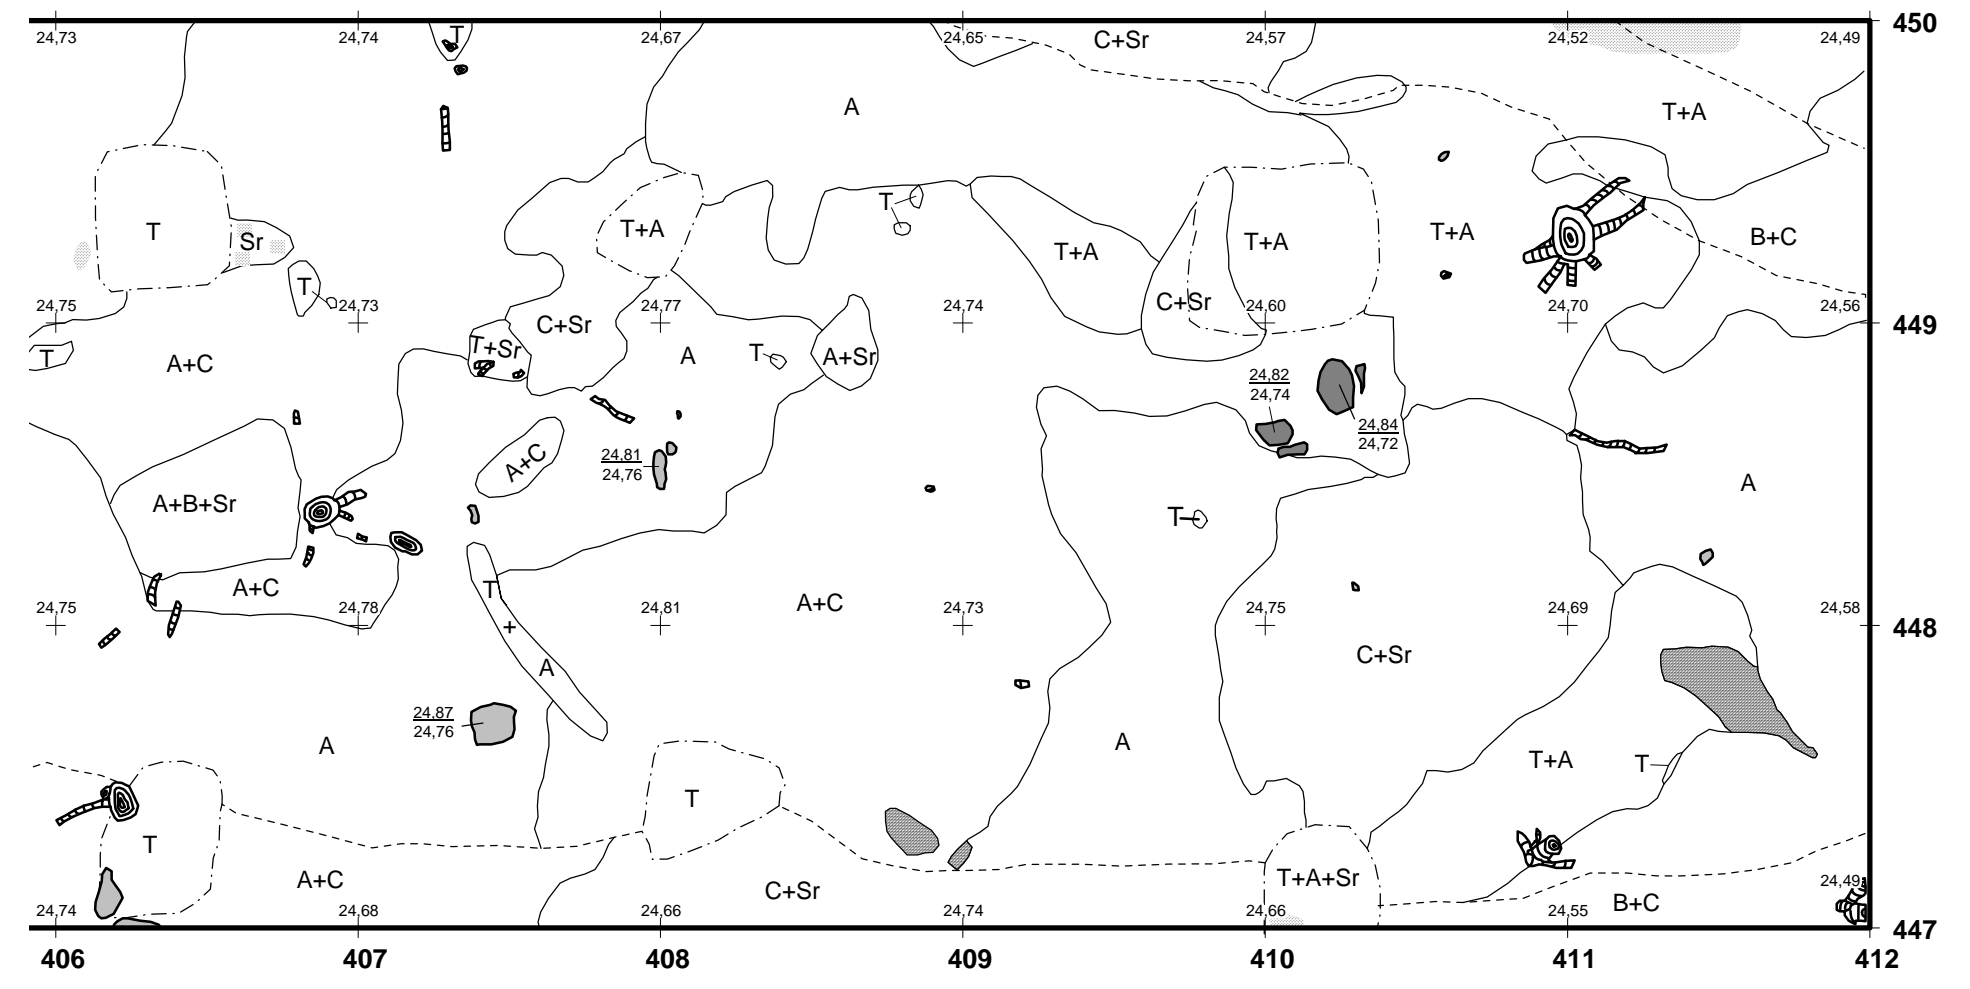 24,73 24,74 T 24,67 24,65 C+Sr 24,57 24,52 24,49 450
A T+A
T Sr T+A T T+A T+A T+A B+C
T C+Sr
24,75 24,73 C+Sr 24,77 24,74 24,60 24,70 24,56 449
T A+C T+Sr A T A+Sr
24,82
24,74
24,84
24,72
24,81
24,76
A+C
A+B+Sr A
T
A+C T A+C
24,75 24,78 + 24,81 24,73 24,75 24,69 24,58 448
A C+Sr
24,87
24,76
A A T+A T
T
T
A+C C+Sr T+A+Sr B+C 24,49
24,74 24,68 24,66 24,74 24,66 24,55 447
406 407 408 409 410 411 412